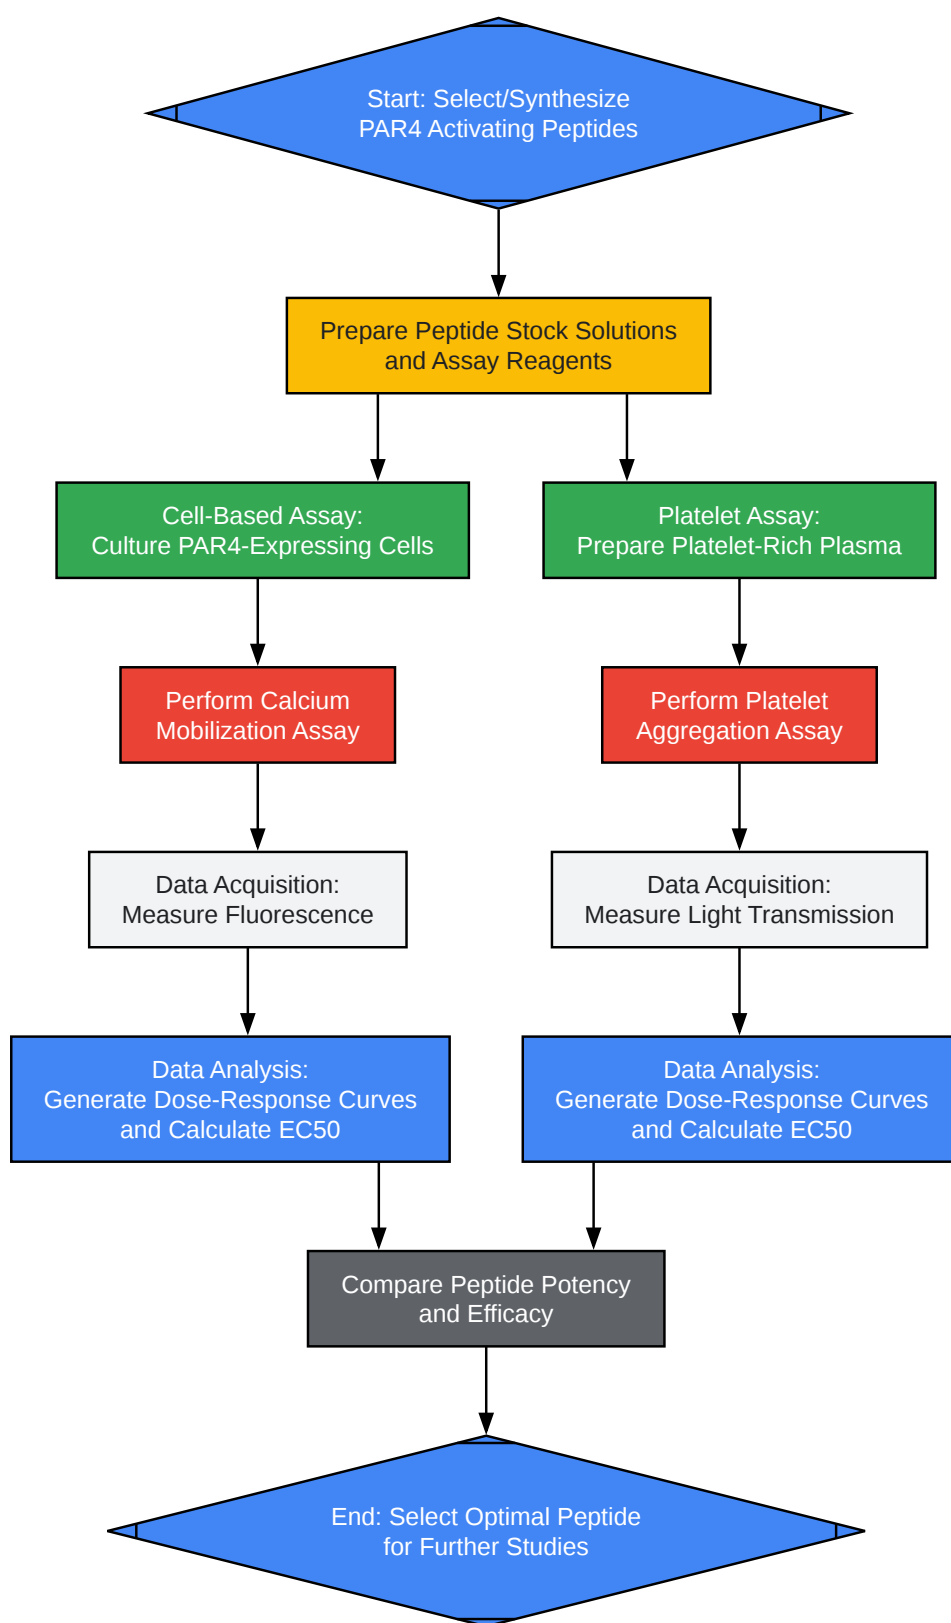 Start: Select/Synthesize
PAR4 Activating Peptides
Prepare Peptide Stock Solutions
and Assay Reagents
Cell-Based Assay:
Culture PAR4-Expressing Cells
Platelet Assay:
Prepare Platelet-Rich Plasma
Perform Calcium
Mobilization Assay
Perform Platelet
Aggregation Assay
Data Acquisition:
Measure Fluorescence
Data Acquisition:
Measure Light Transmission
Data Analysis:
Generate Dose-Response Curves
and Calculate EC50
Data Analysis:
Generate Dose-Response Curves
and Calculate EC50
Compare Peptide Potency
and Efficacy
End: Select Optimal Peptide
for Further Studies